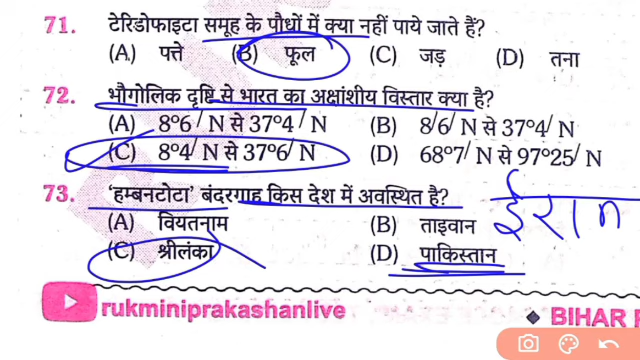 71. टेरिडोफाइटा समूह के पौधों में क्या नहीं पाये जाते हैं?
(A) पत्ते (B) फूल (C) जड़ (D) तना
72. भौगोलिक दृष्टि से भारत का अक्षांशीय विस्तार क्या है?
(A) 8°6/ N से 37°4/ N (B) 8/6/ N से 37°4/ N
(C) 8°4/ N से 37°6/ N (D) 68°7/ N से 97°25/ N
73. 'हम्बनटोटा' बंदरगाह किस देश में अवस्थित है?
(A) वियतनाम (B) ताइवान ईरान
(C) श्रीलंका (D) पाकिस्तान
rukminiprakashanlive
BIHAR P